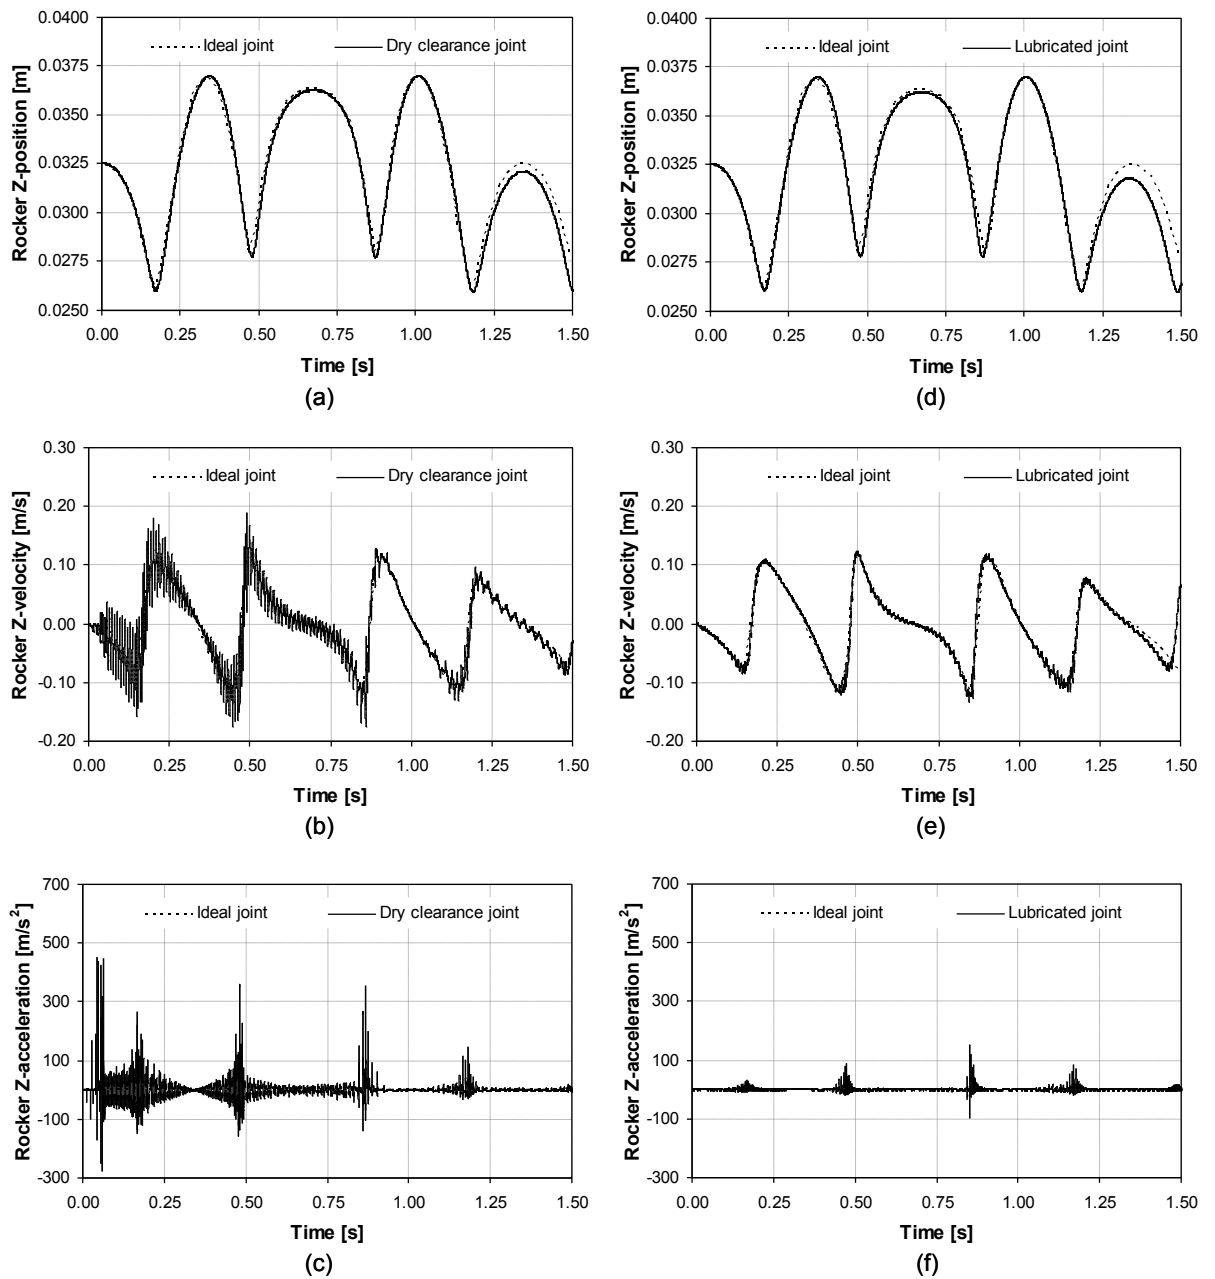 0.0400
0.0375
0.0350
0.0325
0.0300
0.0275
0.0250
Rocker Z-position [m]
Ideal joint Dry clearance joint
0.00 0.25 0.50 0.75 1.00 1.25 1.50
Time [s]
(a)
0.0400
0.0375
0.0350
0.0325
0.0300
0.0275
0.0250
Rocker Z-position [m]
Ideal joint Lubricated joint
0.00 0.25 0.50 0.75 1.00 1.25 1.50
Time [s]
(d)
0.30
0.20
0.10
0.00
-0.10
-0.20
Rocker Z-velocity [m/s]
Ideal joint Dry clearance joint
0.00 0.25 0.50 0.75 1.00 1.25 1.50
Time [s]
(b)
0.30
0.20
0.10
0.00
-0.10
-0.20
Rocker Z-velocity [m/s]
Ideal joint Lubricated joint
0.00 0.25 0.50 0.75 1.00 1.25 1.50
Time [s]
(e)
700
500
300
100
-100
-300
Rocker Z-acceleration [m/s²]
Ideal joint Dry clearance joint
0.00 0.25 0.50 0.75 1.00 1.25 1.50
Time [s]
(c)
700
500
300
100
-100
-300
Rocker Z-acceleration [m/s²]
Ideal joint Lubricated joint
0.00 0.25 0.50 0.75 1.00 1.25 1.50
Time [s]
(f)